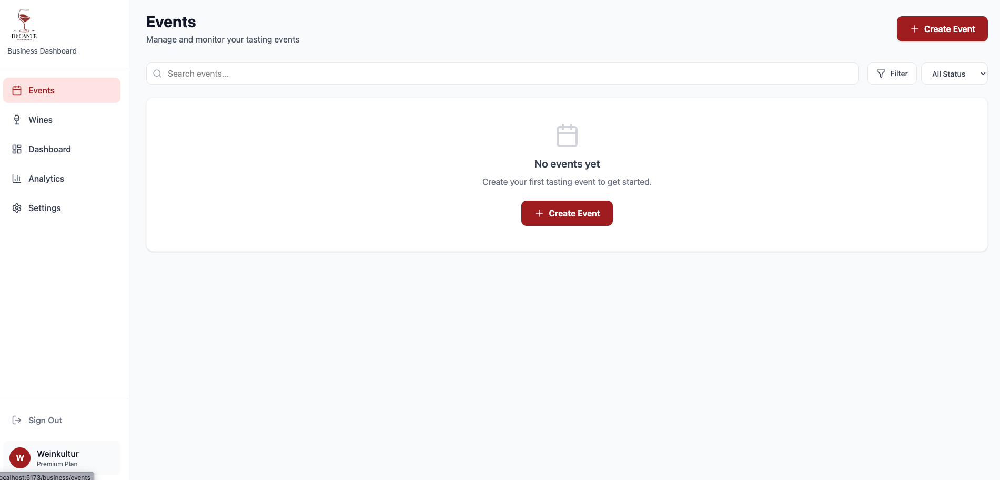 DECANTR
Business Dashboard
Events
Wines
Dashboard
Analytics
Settings
Sign Out
W
Weinkultur
Premium Plan
ocalhost:5173/business/events
Events
Manage and monitor your tasting events
Create Event
Search events...
Filter
All Status
No events yet
Create your first tasting event to get started.
Create Event